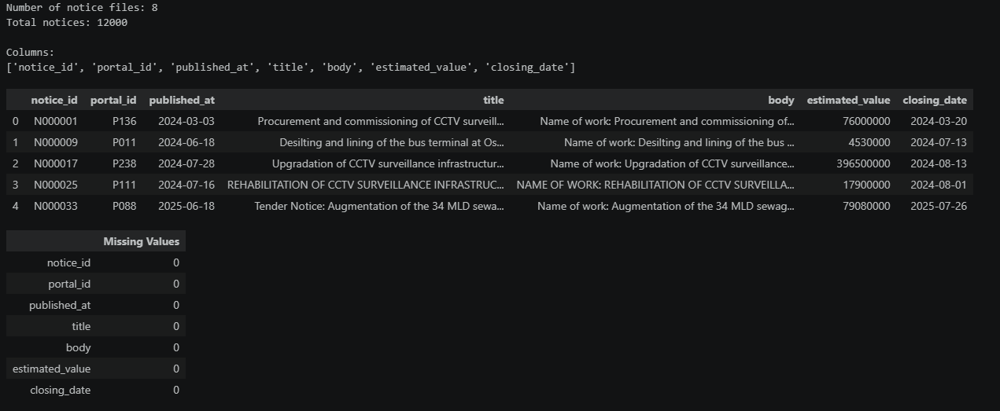 Number of notice files: 8
Total notices: 12000
Columns:
['notice_id', 'portal_id', 'published_at', 'title', 'body', 'estimated_value', 'closing_date']
notice_id portal_id published_at title body estimated_value closing_date
0 N000001 P136 2024-03-03 Procurement and commissioning of CCTV surveill... Name of work: Procurement and commissioning of... 76000000 2024-03-20
1 N000009 P011 2024-06-18 Desilting and lining of the bus terminal at Os... Name of work: Desilting and lining of the bus ... 4530000 2024-07-13
2 N000017 P238 2024-07-28 Upgradation of CCTV surveillance infrastructur... Name of work: Upgradation of CCTV surveillance... 396500000 2024-08-13
3 N000025 P111 2024-07-16 REHABILITATION OF CCTV SURVEILLANCE INFRASTRUC... NAME OF WORK: REHABILITATION OF CCTV SURVEILLA... 17900000 2024-08-01
4 N000033 P088 2025-06-18 Tender Notice: Augmentation of the 34 MLD sewa... Name of work: Augmentation of the 34 MLD sewag... 79080000 2025-07-26
Missing Values
notice_id 0
portal_id 0
published_at 0
title 0
body 0
estimated_value 0
closing_date 0